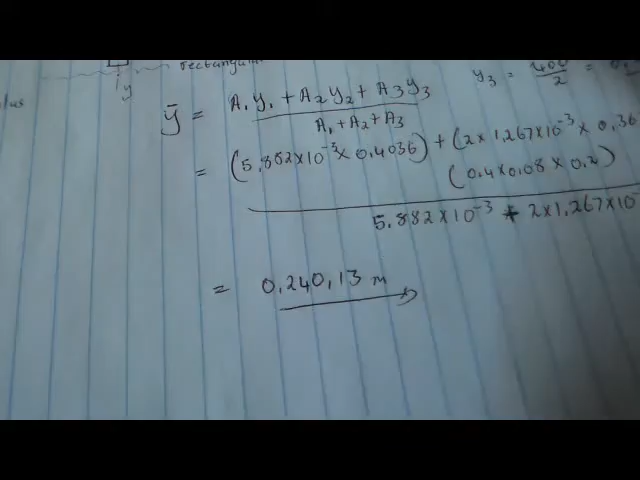 rectangular
y
ȳ = A₁y₁ + A₂y₂ + A₃y₃
A₁ + A₂ + A₃
y₃ = 400
2 =
= (5.882×10⁻³ × 0.4036) + (2×1.267×10⁻³ × 0.36
(0.4×0.08 × 0.2)
5.882×10⁻³ + 2×1.267×10⁻
= 0.240,13 m